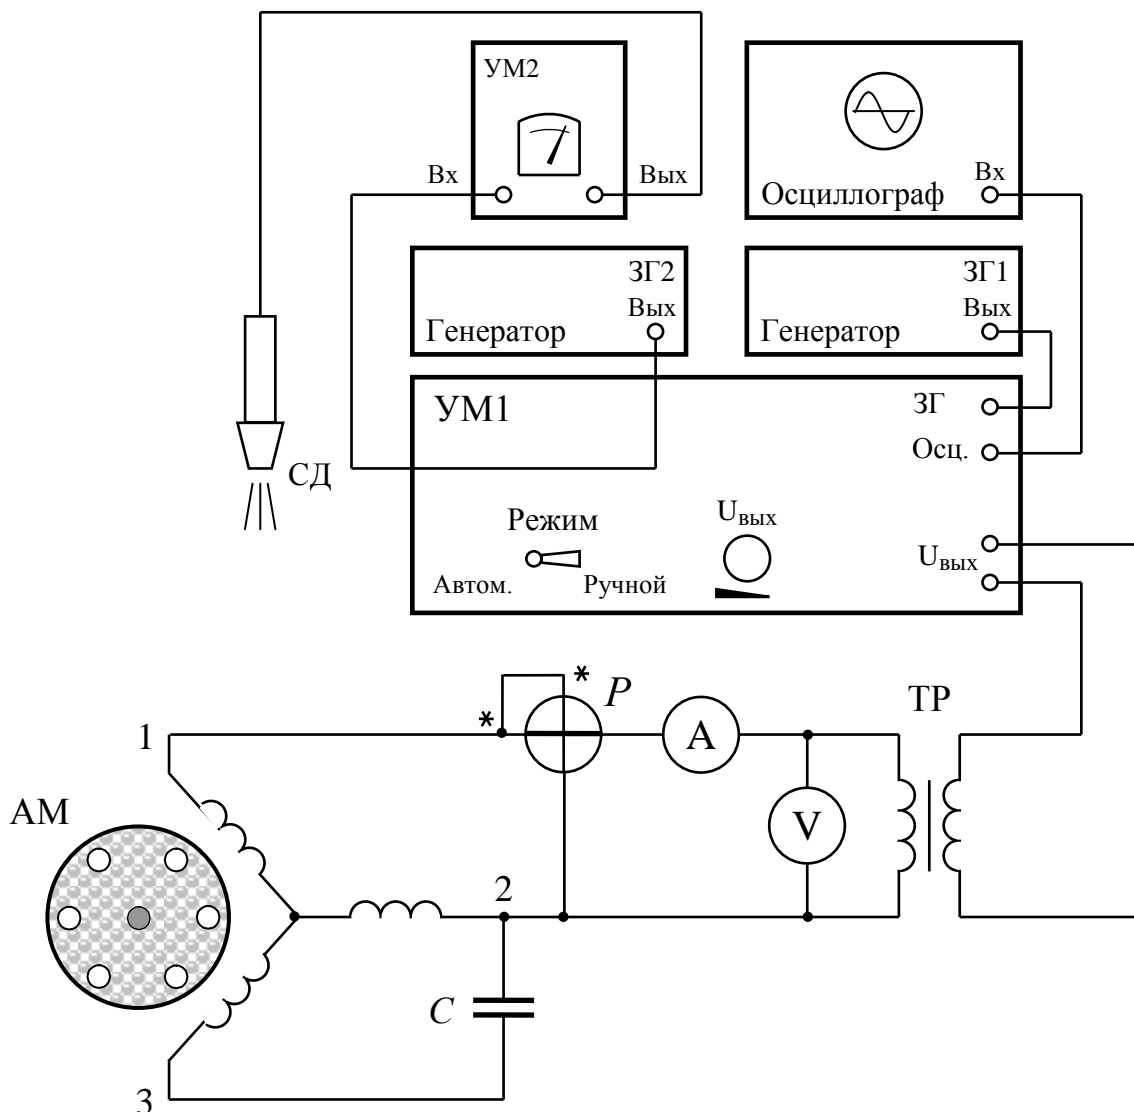 УМ2
Вх
Вых
Осциллограф
Вх
ЗГ2
Вых
Генератор
ЗГ1
Вых
Генератор
УМ1
ЗГ
Осц.
Режим
Автом.
Ручной
Uвых
Uвых
СД
*
*
P
A
ТР
V
1
АМ
2
C
3